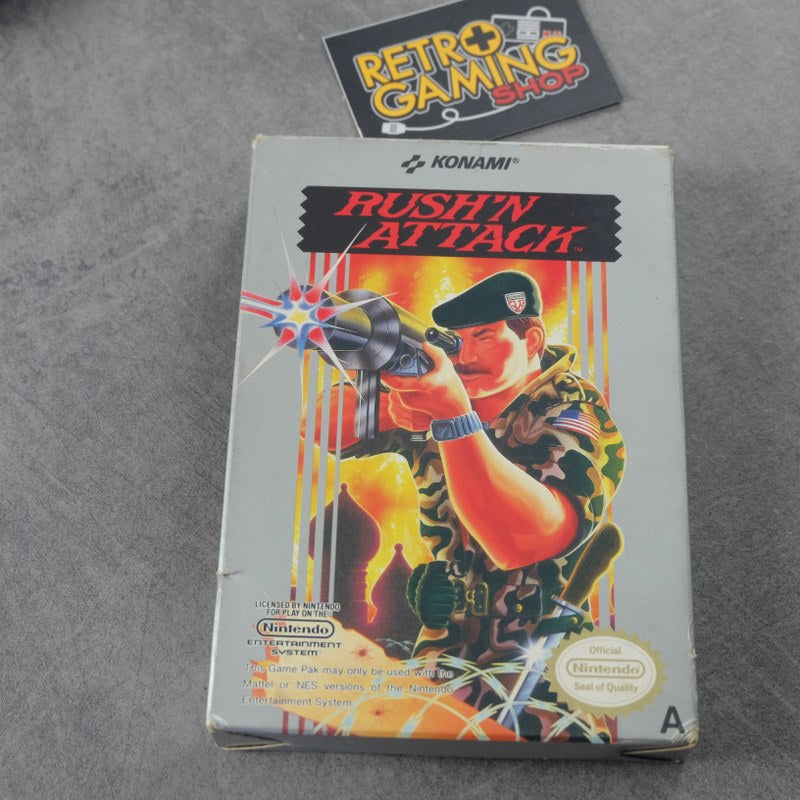 RETRO
GAMING
SHOP
KONAMI®
RUSH'N
ATTACK™
LICENSED BY NINTENDO
FOR PLAY ON THE
Nintendo
ENTERTAINMENT
SYSTEM
This Game Pak may only be used with the
Mattel or NES versions of the Nintendo
Entertainment System.
Official
Nintendo
Seal of Quality
A